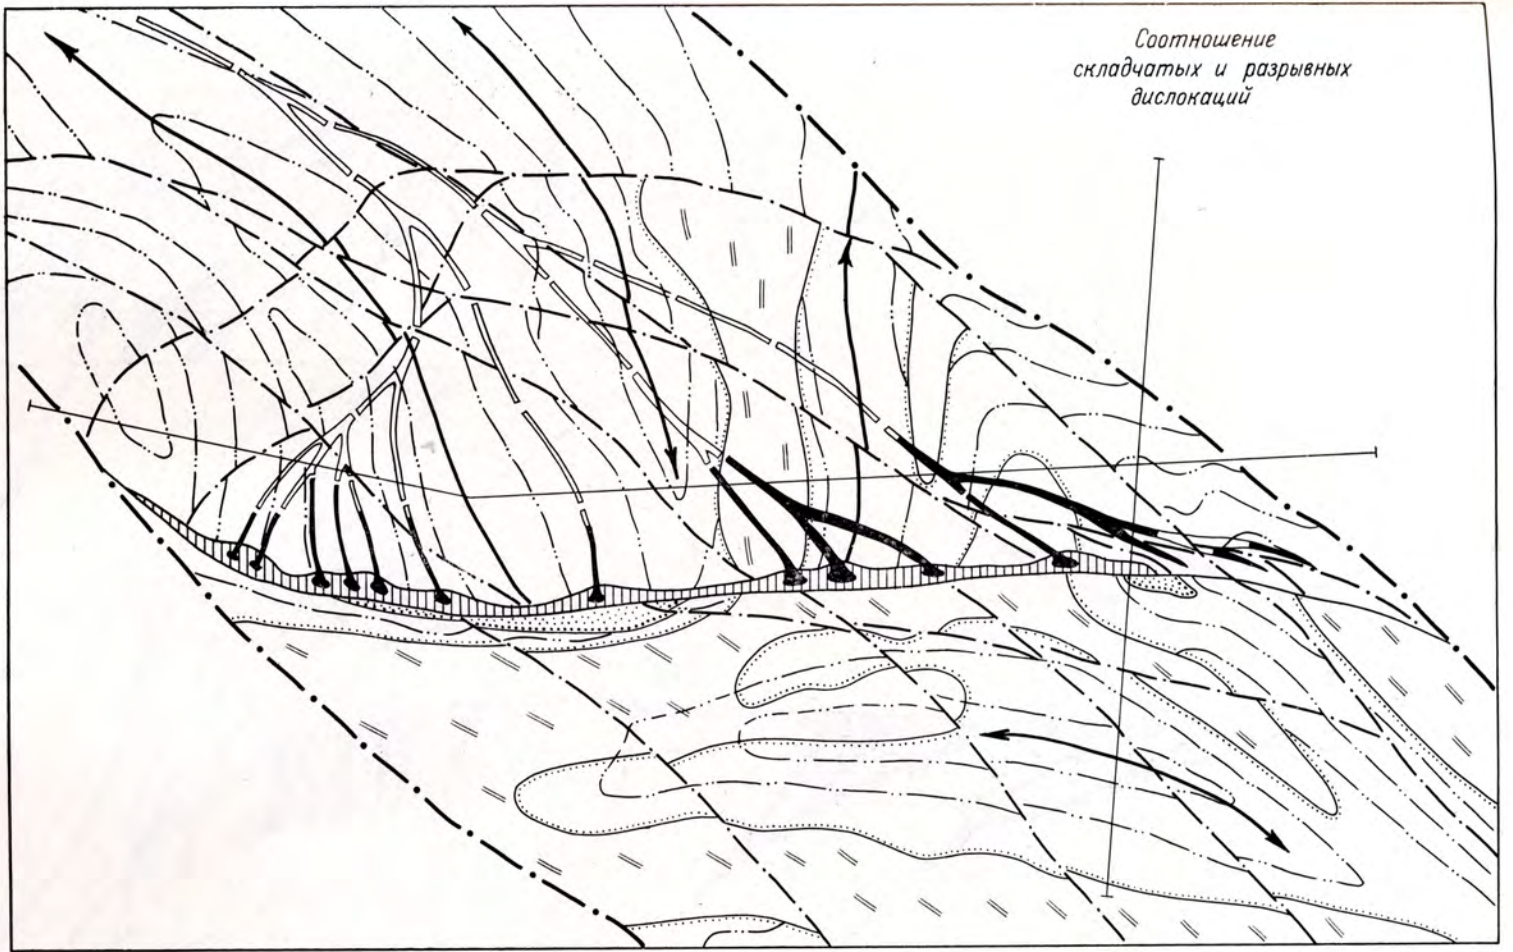 Соотношение
складчатых и разрывных
дислокаций